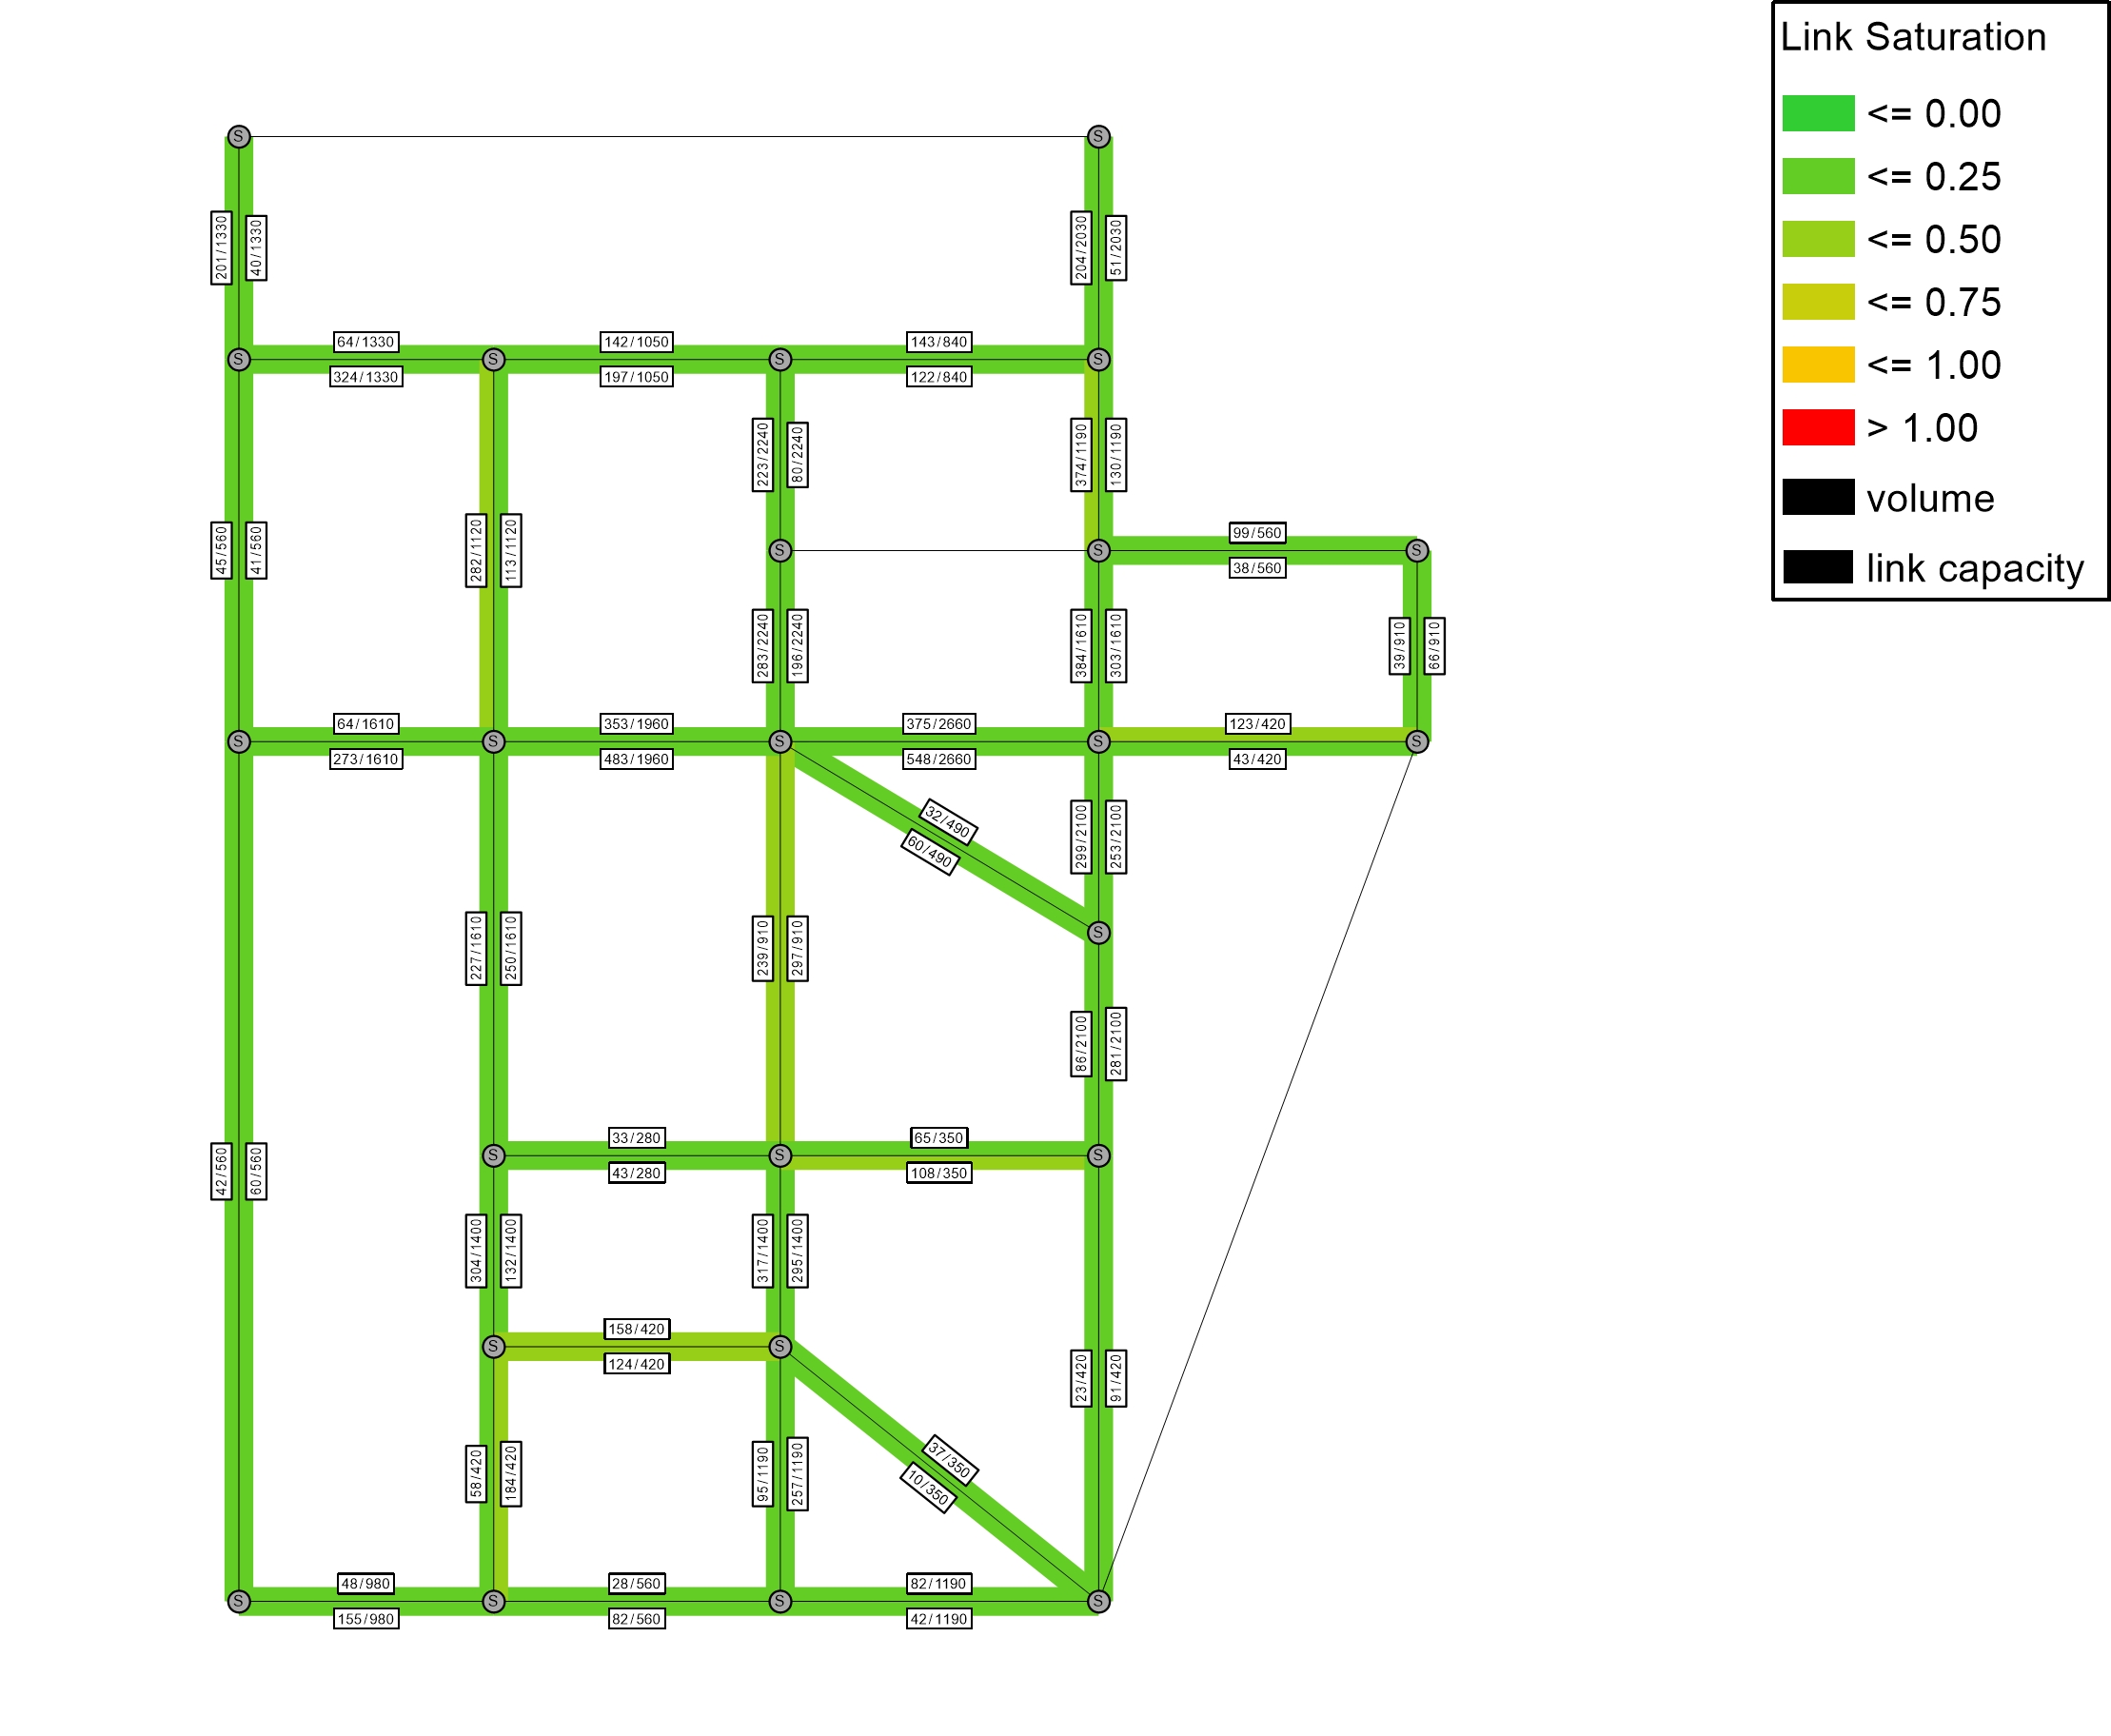 Link Saturation
<= 0.00
<= 0.25
<= 0.50
<= 0.75
<= 1.00
> 1.00
volume
link capacity
S
S
201/1330
40/1330
204/2030
51/2030
64/1330
142/1050
143/840
S
S
S
S
324/1330
197/1050
122/840
223/2240
80/2240
374/1190
130/1190
45/560
41/560
282/1120
113/1120
99/560
S
S
S
38/560
283/2240
196/2240
384/1610
303/1610
39/910
66/910
64/1610
353/1960
375/2660
123/420
S
S
S
S
S
273/1610
483/1960
548/2660
43/420
32/490
60/490
299/2100
253/2100
S
227/1610
250/1610
239/910
297/910
86/2100
281/2100
33/280
65/350
S
S
S
42/560
60/560
43/280
108/350
304/1400
132/1400
317/1400
295/1400
158/420
S
S
124/420
23/420
91/420
37/350
10/350
58/420
184/420
95/1190
257/1190
48/980
28/560
82/1190
S
S
S
S
155/980
82/560
42/1190